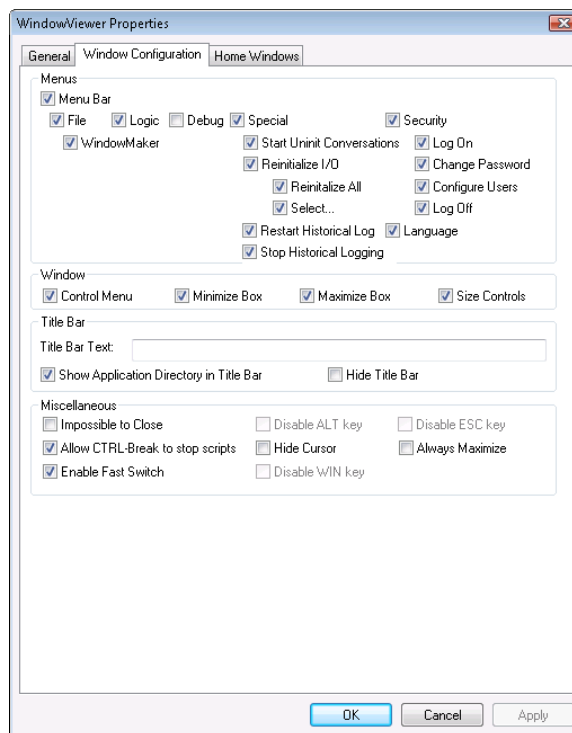 WindowViewer Properties
General Window Configuration Home Windows
Menus
Menu Bar
File Logic Debug Special Security
WindowMaker Start Uninit Conversations Log On
Reinitialize I/O Change Password
Reinitalize All Configure Users
Select... Log Off
Restart Historical Log Language
Stop Historical Logging
Window
Control Menu Minimize Box Maximize Box Size Controls
Title Bar
Title Bar Text:
Show Application Directory in Title Bar Hide Title Bar
Miscellaneous
Impossible to Close Disable ALT key Disable ESC key
Allow CTRL-Break to stop scripts Hide Cursor Always Maximize
Enable Fast Switch Disable WIN key
OK Cancel Apply